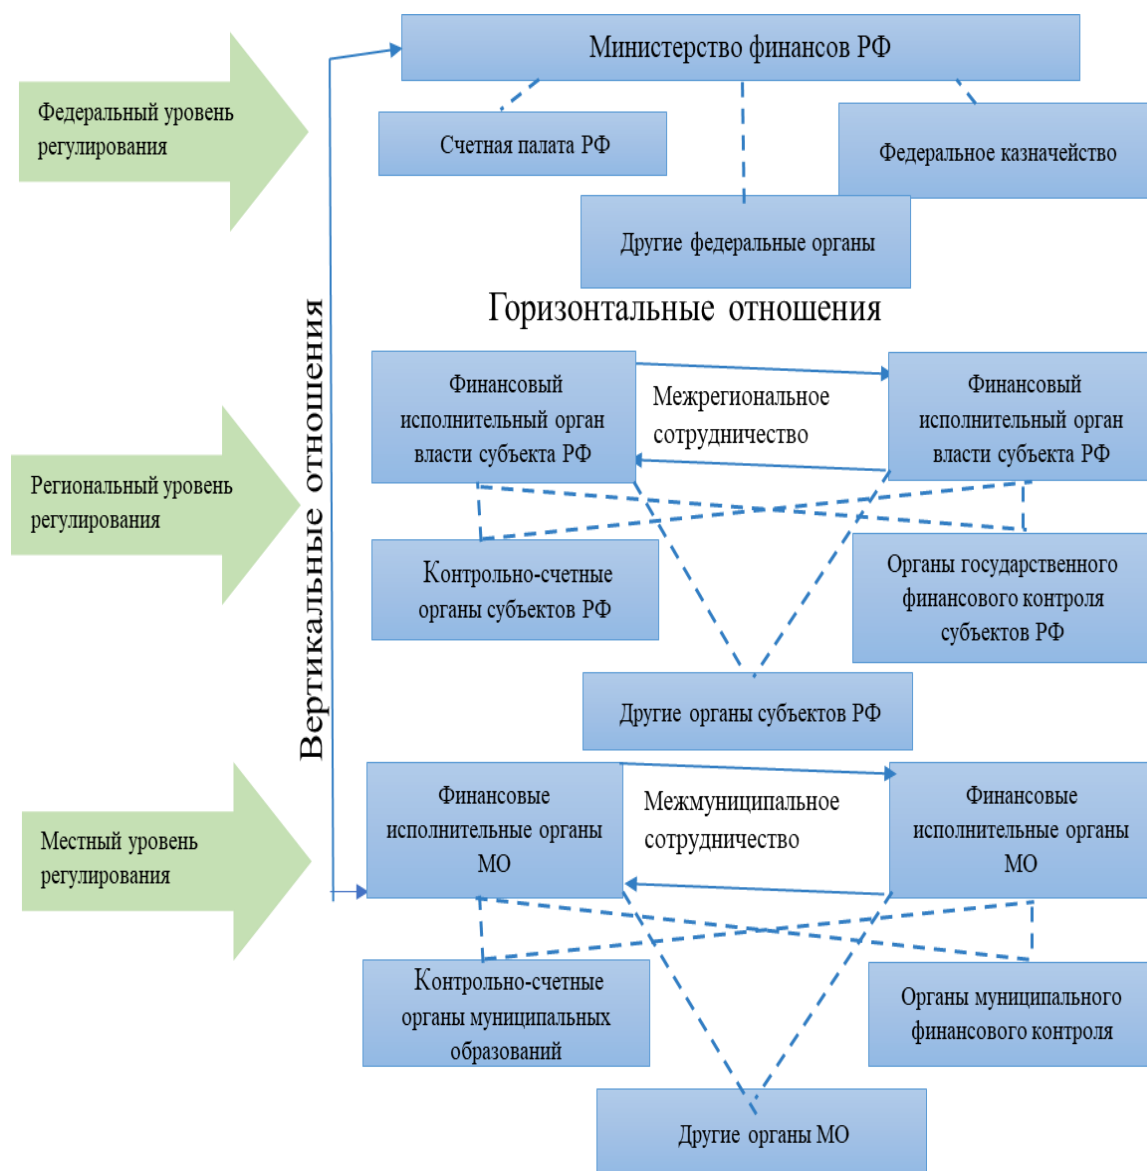 Министерство финансов РФ
Федеральный уровень
регулирования
Счетная палата РФ
Федеральное казначейство
Другие федеральные органы
Горизонтальные отношения
Вертикальные отношения
Финансовый
исполнительный орган
власти субъекта РФ
Межрегиональное
сотрудничество
Финансовый
исполнительный орган
власти субъекта РФ
Региональный уровень
регулирования
Контрольно-счетные
органы субъектов РФ
Органы государственного
финансового контроля
субъектов РФ
Другие органы субъектов РФ
Финансовые
исполнительные органы
МО
Межмуниципальное
сотрудничество
Финансовые
исполнительные органы
МО
Местный уровень
регулирования
Контрольно-счетные
органы муниципальных
образований
Органы муниципального
финансового контроля
Другие органы МО